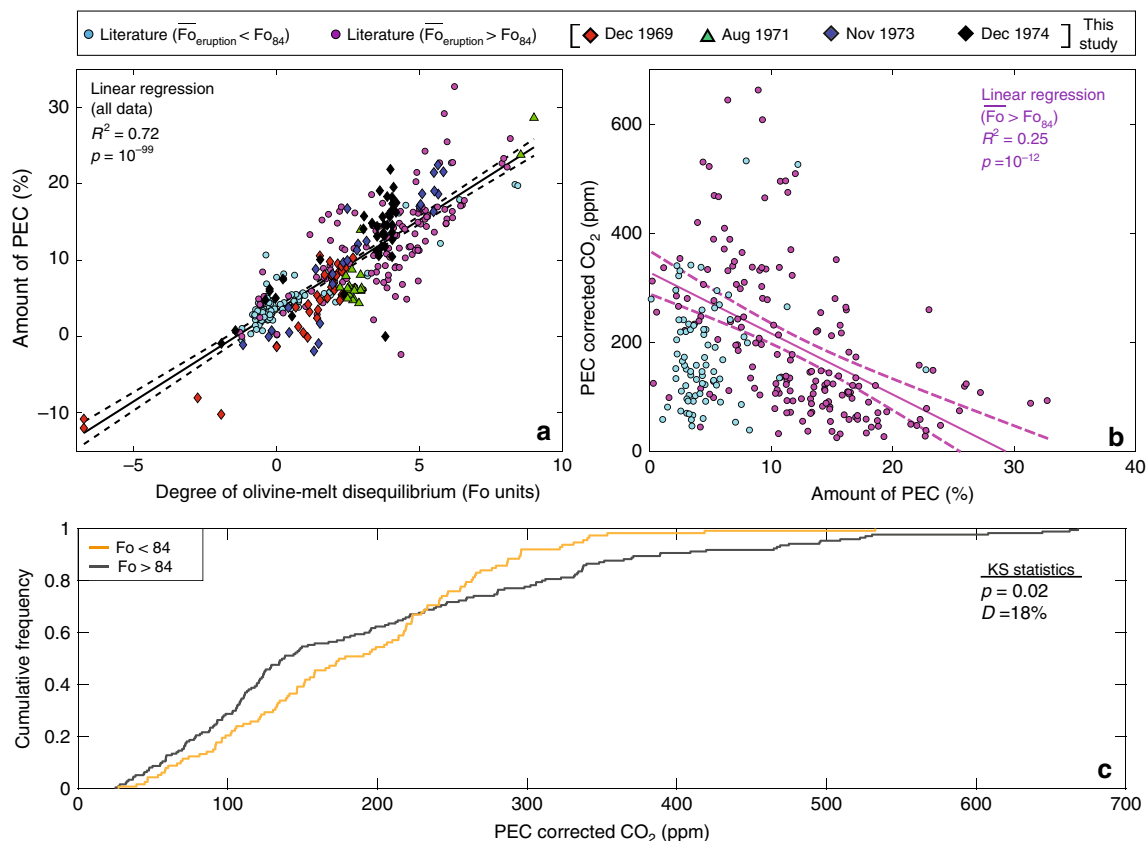 Literature (Fo̅eruption < Fo84) Literature (Fo̅eruption > Fo84) [ Dec 1969 Aug 1971 Nov 1973 Dec 1974 ] This study
Linear regression
(all data)
R² = 0.72
p = 10⁻⁹⁹
30
20
10
0
−10
Amount of PEC (%)
a
−5 0 5 10
Degree of olivine-melt disequilibrium (Fo units)
Linear regression
(Fo̅ > Fo84)
R² = 0.25
p =10⁻¹²
600
400
200
0
PEC corrected CO₂ (ppm)
b
0 10 20 30 40
Amount of PEC (%)
Fo < 84
Fo > 84
KS statistics
p = 0.02
D =18%
1
0.8
0.6
0.4
0.2
0
Cumulative frequency
c
100 200 300 400 500 600 700
PEC corrected CO₂ (ppm)